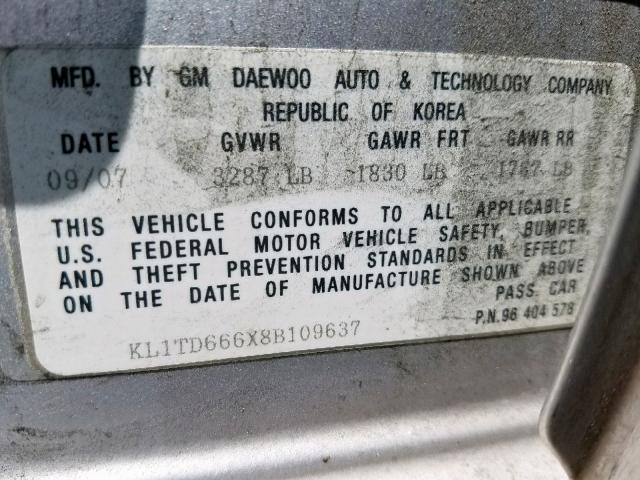 MFD. BY GM DAEWOO AUTO & TECHNOLOGY COMPANY
REPUBLIC OF KOREA
DATE GVWR GAWR FRT GAWR RR
09/07 3287 LB 1830 LB 1767 LB
THIS VEHICLE CONFORMS TO ALL APPLICABLE
U.S. FEDERAL MOTOR VEHICLE SAFETY, BUMPER,
AND THEFT PREVENTION STANDARDS IN EFFECT
ON THE DATE OF MANUFACTURE SHOWN ABOVE
PASS. CAR
P.N. 96 404 578
KL1TD666X8B109637